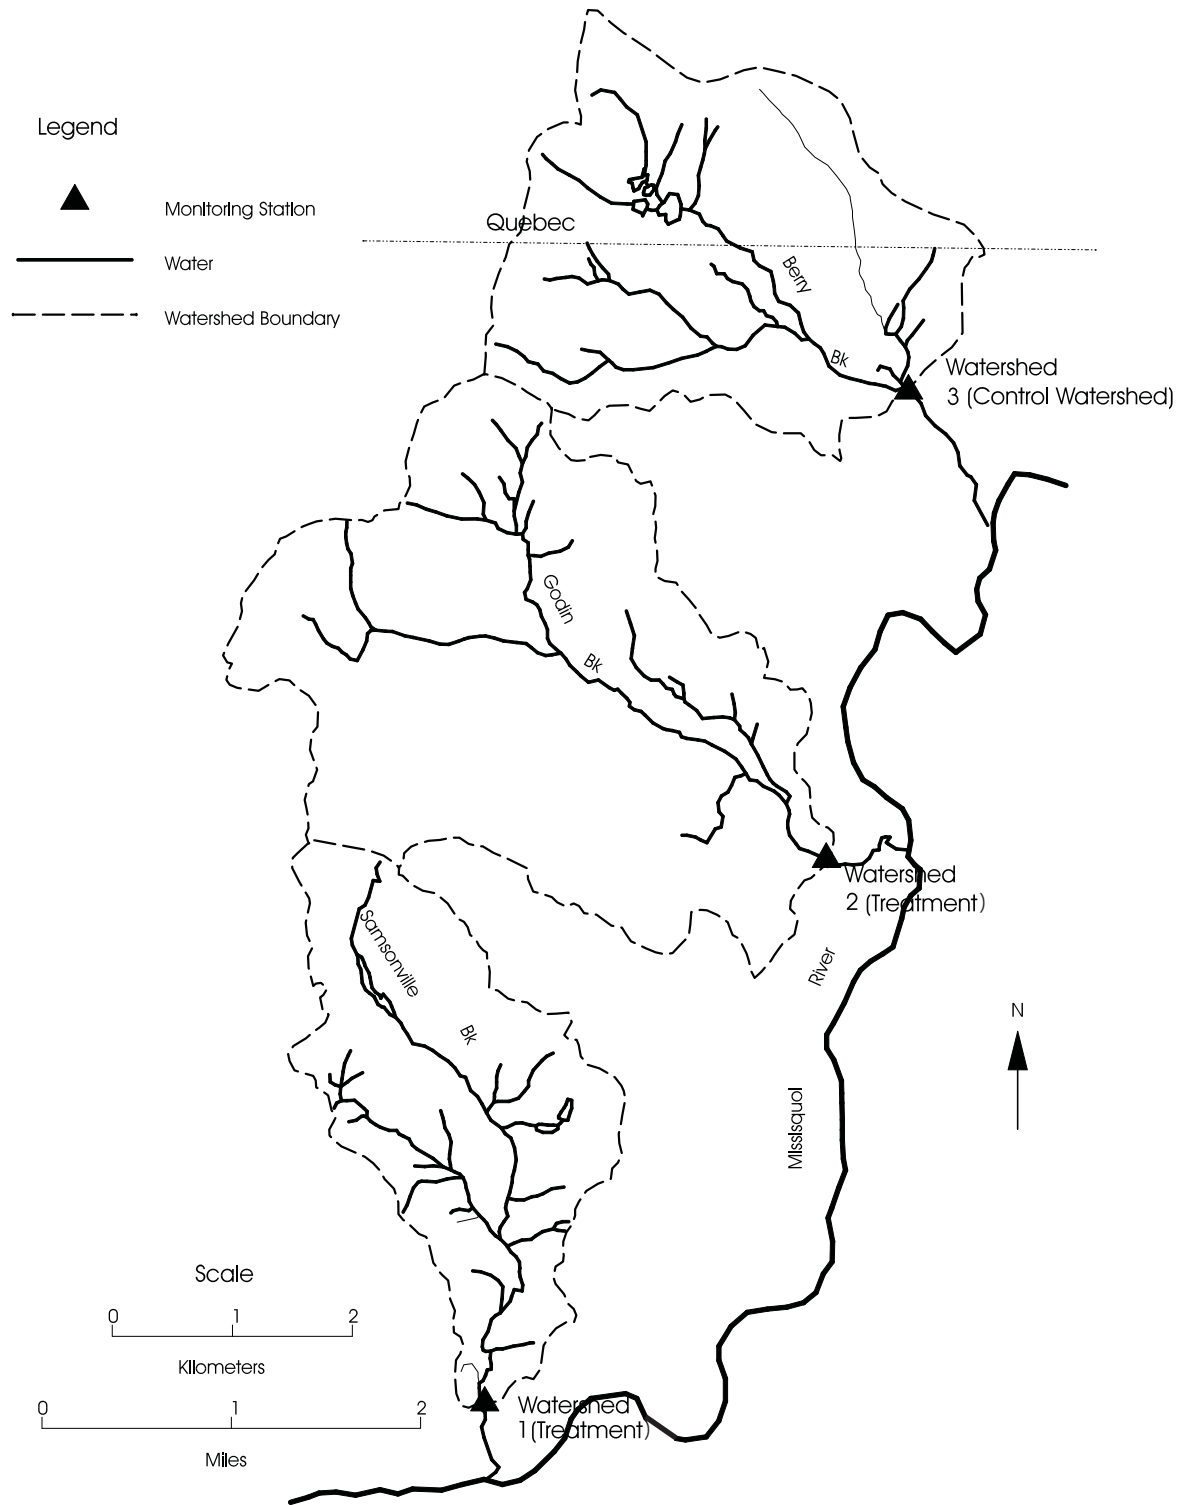 Legend
Monitoring Station
Water
Watershed Boundary
Quebec
Berry
Bk
Watershed
3 (Control Watershed)
Godin
Bk
Watershed
2 (Treatment)
River
Samsonville
Bk
N
Missisquoi
Scale
0 1 2
Kilometers
0 1 2
Miles
Watershed
1 (Treatment)